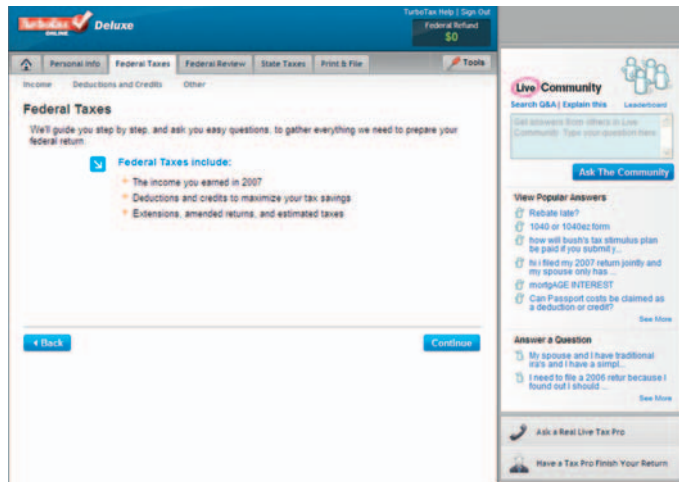 TurboTax Help | Sign Out
TurboTax Deluxe
ONLINE
Federal Refund
$0
Personal Info Federal Taxes Federal Review State Taxes Print & File Tools
Income Deductions and Credits Other
Federal Taxes
We'll guide you step by step, and ask you easy questions, to gather everything we need to prepare your
federal return.
Federal Taxes include:
The income you earned in 2007
Deductions and credits to maximize your tax savings
Extensions, amended returns, and estimated taxes
Back Continue
Live Community
Search Q&A | Explain this Leaderboard
Get answers from others in Live
Community. Type your question here.
Ask The Community
View Popular Answers
Rebate late?
1040 or 1040ez form
how will bush's tax stimulus plan
be paid if you submit y...
hi i filed my 2007 return jointly and
my spouse only has ...
mortgAGE INTEREST
Can Passport costs be claimed as
a deduction or credit?
See More
Answer a Question
My spouse and I have traditional
ira's and I have a simpl...
I need to file a 2006 retur because I
found out I should ...
See More
Ask a Real Live Tax Pro
Have a Tax Pro Finish Your Return